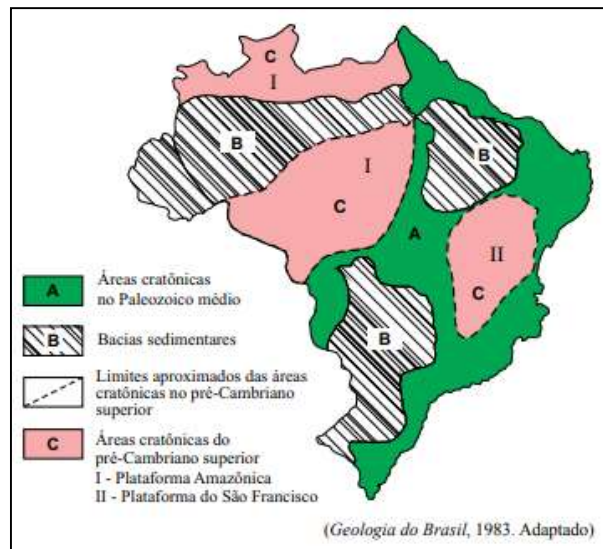 C
I
B
I
B
C
A
II
C
B
A
Áreas cratônicas
no Paleozoico médio
B
Bacias sedimentares
Limites aproximados das áreas
cratônicas no pré-Cambriano
superior
C
Áreas cratônicas do
pré-Cambriano superior
I - Plataforma Amazônica
II - Plataforma do São Francisco
(Geologia do Brasil, 1983. Adaptado)